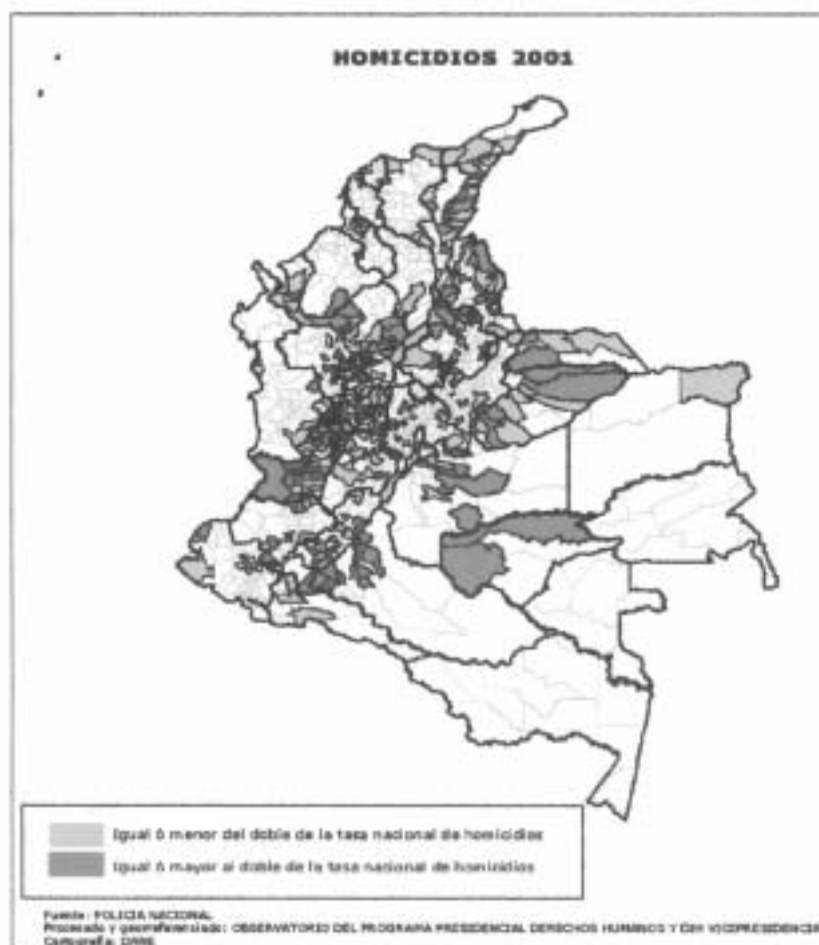 HOMICIDIOS 2001
Igual ó menor del doble de la tasa nacional de homicidios
Igual ó mayor al doble de la tasa nacional de homicidios
Fuente: POLICIA NACIONAL
Procesado y georreferenciado: OBSERVATORIO DEL PROGRAMA PRESIDENCIAL DERECHOS HUMANOS Y DIH VICEPRESIDENCIA
Cartografía: DANE